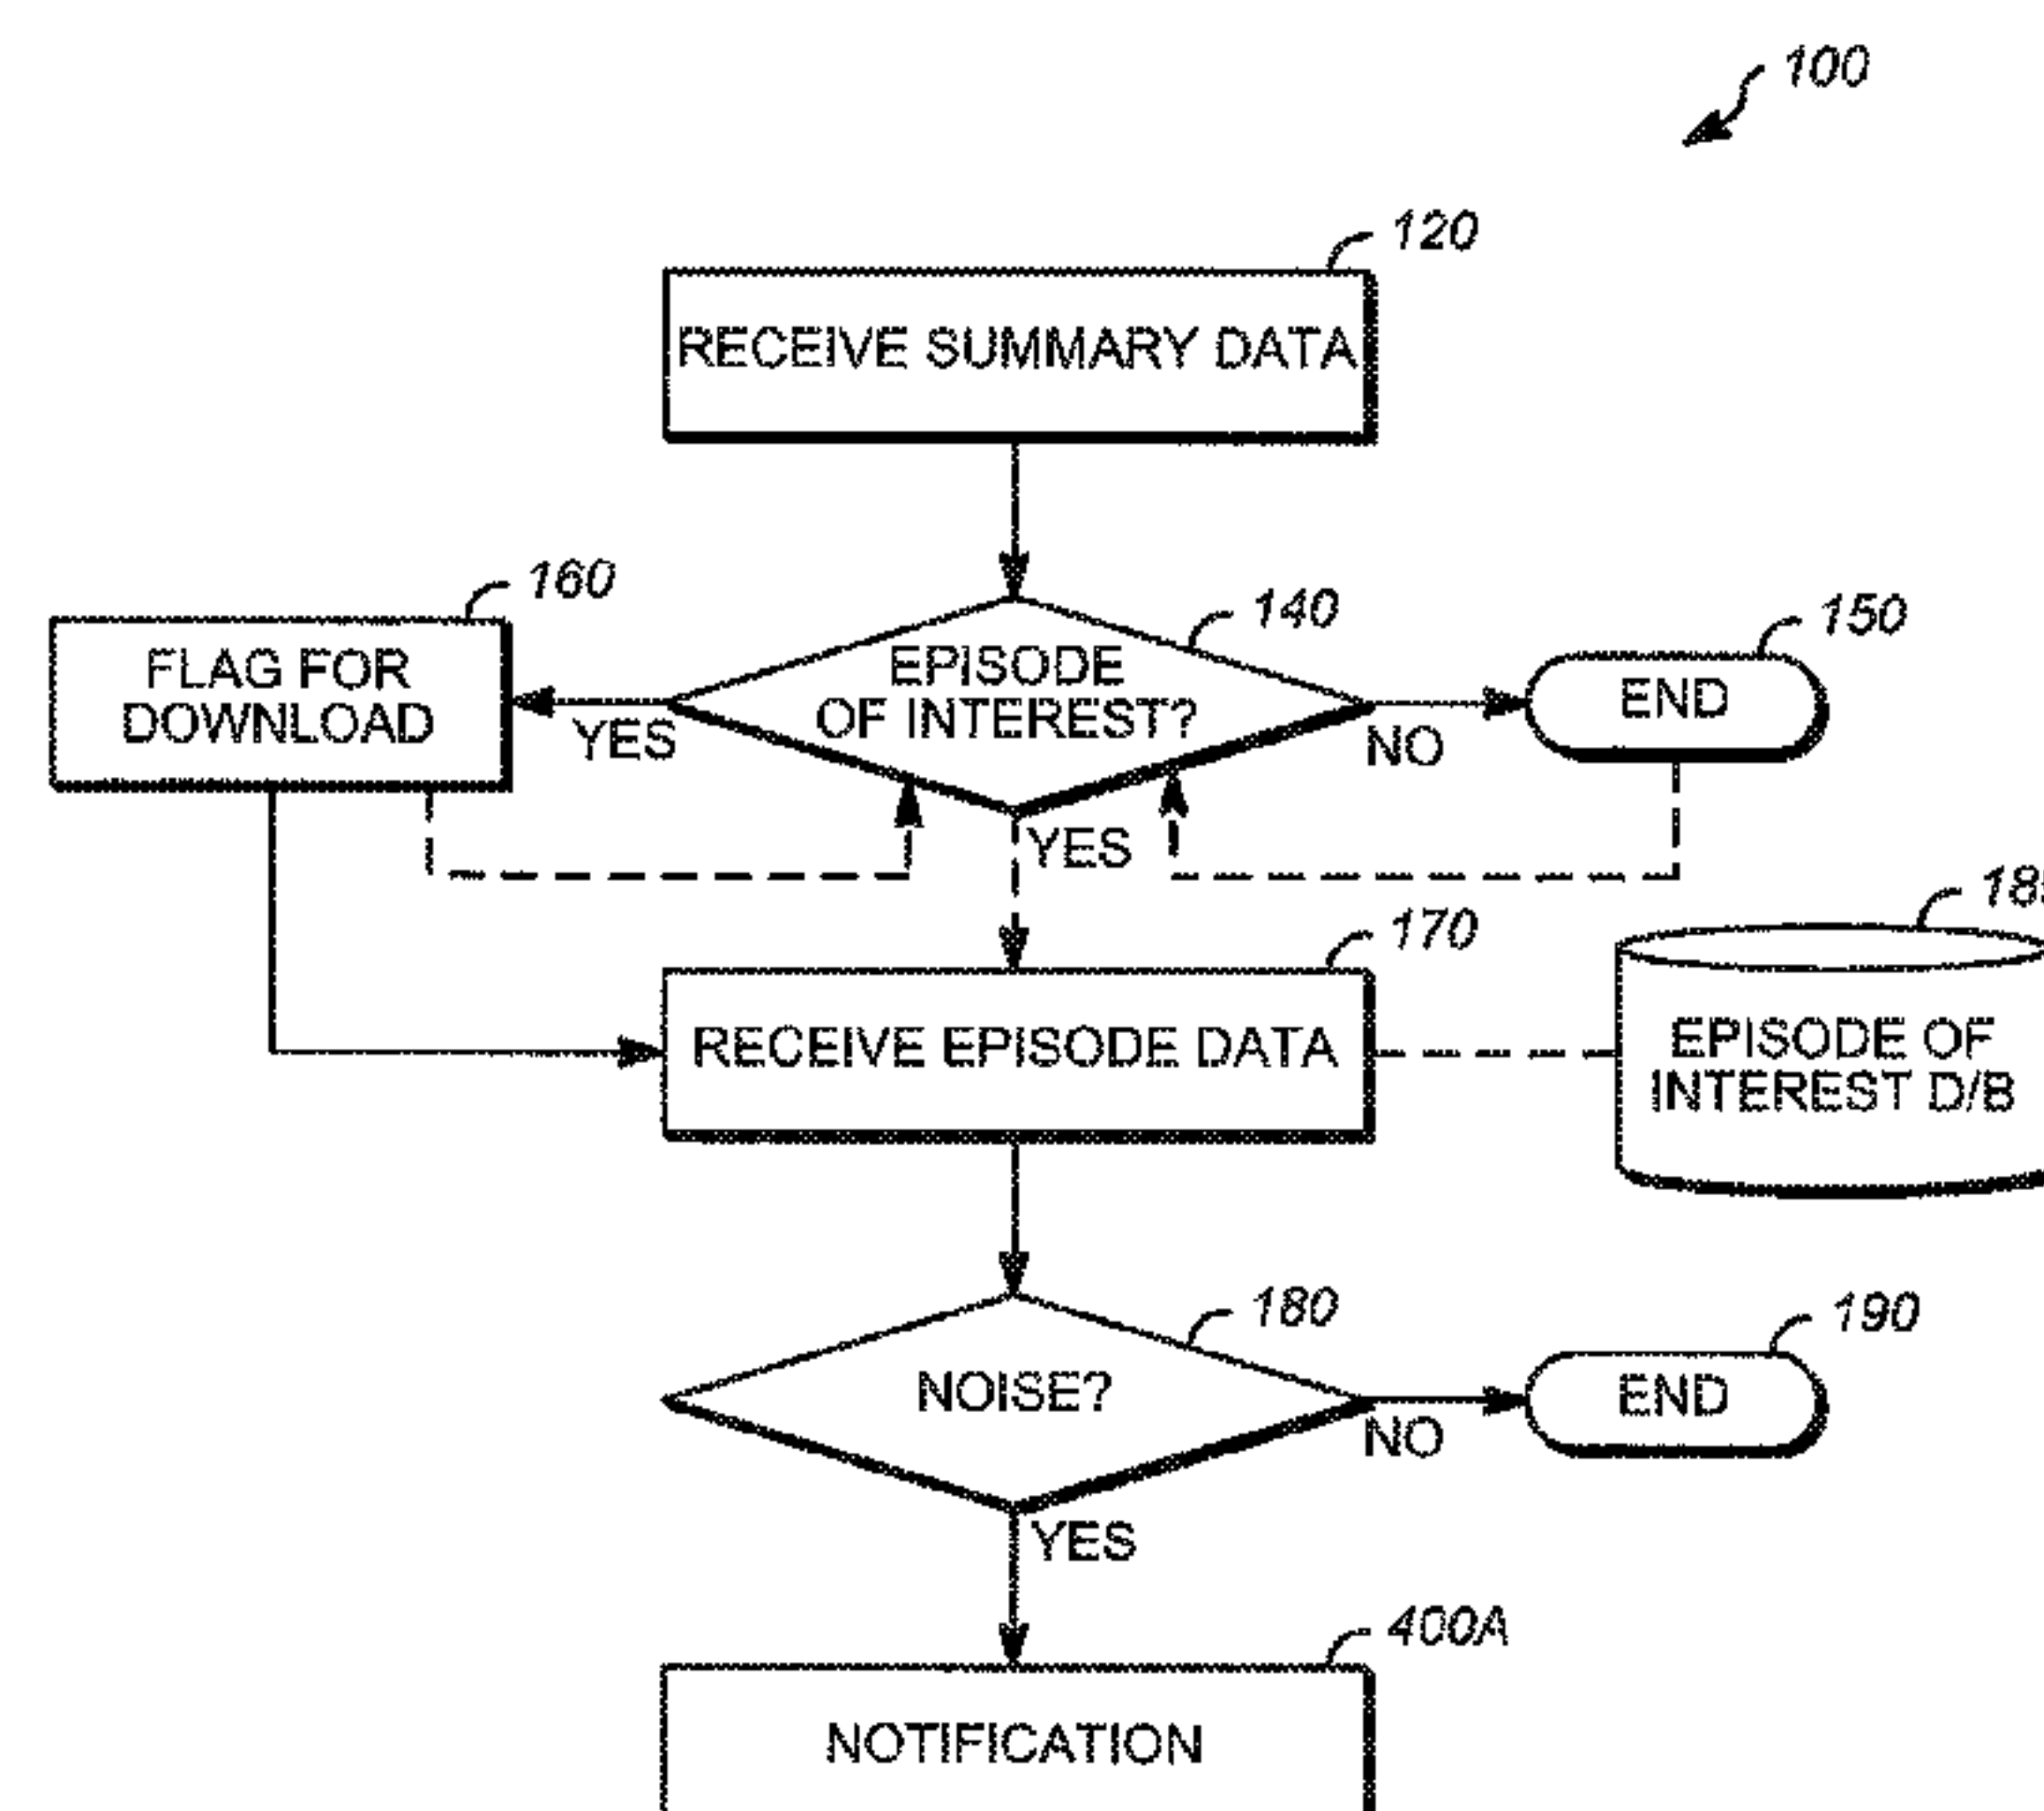 100
120
RECEIVE SUMMARY DATA
160
140
150
FLAG FOR
DOWNLOAD
EPISODE
OF INTEREST?
END
YES
NO
YES
170
RECEIVE EPISODE DATA
EPISODE OF
INTEREST D/B
180
190
NOISE?
END
NO
YES
400A
NOTIFICATION